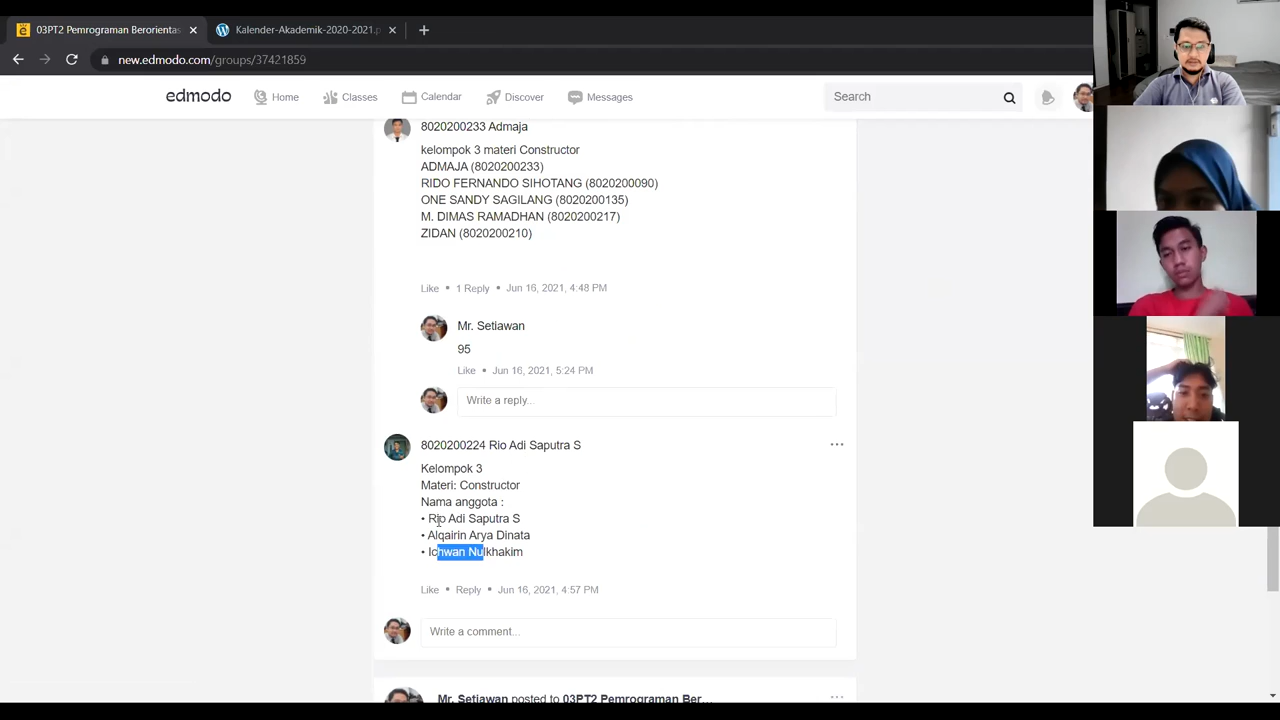 03PT2 Pemrograman Berorientas
Kalender-Akademik-2020-2021.p
new.edmodo.com/groups/37421859
edmodo
Home
Classes
Calendar
Discover
Messages
Search
8020200233 Admaja
kelompok 3 materi Constructor
ADMAJA (8020200233)
RIDO FERNANDO SIHOTANG (8020200090)
ONE SANDY SAGILANG (8020200135)
M. DIMAS RAMADHAN (8020200217)
ZIDAN (8020200210)
Like • 1 Reply • Jun 16, 2021, 4:48 PM
Mr. Setiawan
95
Like • Jun 16, 2021, 5:24 PM
Write a reply...
8020200224 Rio Adi Saputra S
Kelompok 3
Materi: Constructor
Nama anggota :
• Rio Adi Saputra S
• Alqairin Arya Dinata
• Ichwan Nulkhakim
Like • Reply • Jun 16, 2021, 4:57 PM
Write a comment...
Mr. Setiawan posted to 03PT2 Pemrograman Ber...